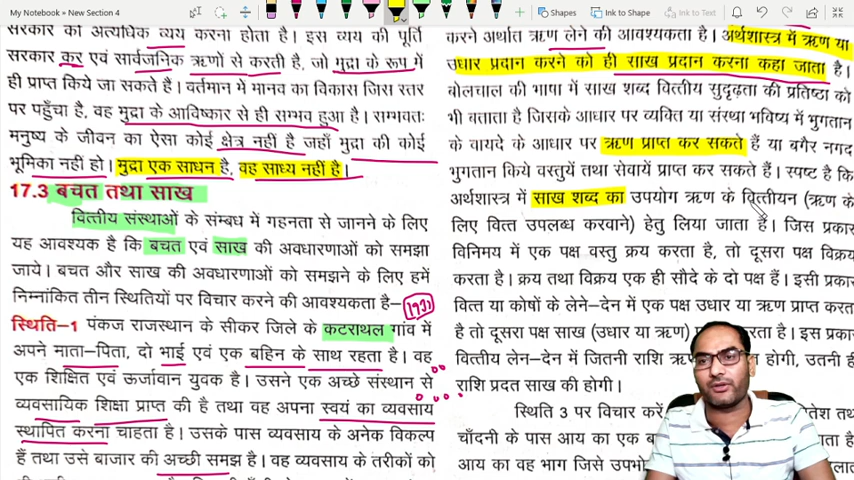 My Notebook » New Section 4
Shapes
Ink to Shape
Ink to Text
Replay
सरकार को अत्यधिक व्यय करना होता है। इस व्यय की पूर्ति
सरकार कर एवं सार्वजनिक ऋणों से करती है, जो मुद्रा के रूप में
ही प्राप्त किये जा सकते है। वर्तमान में मानव का विकास जिस स्तर
पर पहुँचा है, वह मुद्रा के आविष्कार से ही सम्भव हुआ है। सम्भवतः
मनुष्य के जीवन का ऐसा कोई क्षेत्र नहीं है जहाँ मुद्रा की कोई
भूमिका नहीं हो। मुद्रा एक साधन है, वह साध्य नहीं है।
17.3 बचत तथा साख
वित्तीय संस्थाओं के संम्बध में गहनता से जानने के लिए
यह आवश्यक है कि बचत एवं साख की अवधारणाओं को समझा
जाये। बचत और साख की अवधारणाओं को समझने के लिए हमें
निम्नांकित तीन स्थितियों पर विचार करने की आवश्यकता है–
स्थिति–1 पंकज राजस्थान के सीकर जिले के कटराथल गांव में
अपने माता–पिता, दो भाई एवं एक बहिन के साथ रहता है। वह
एक शिक्षित एवं ऊर्जावान युवक है। उसने एक अच्छे संस्थान से
व्यवसायिक शिक्षा प्राप्त की है तथा वह अपना स्वयं का व्यवसाय
स्थापित करना चाहता है। उसके पास व्यवसाय के अनेक विकल्प
हैं तथा उसे बाजार की अच्छी समझ है। वह व्यवसाय के तरीकों को
करने अर्थात ऋण लेने की आवश्यकता है। अर्थशास्त्र में ऋण या
उधार प्रदान करने को ही साख प्रदान करना कहा जाता है।
बोलचाल की भाषा में साख शब्द वित्तीय सुदृढ़ता की प्रतिष्ठा को
भी बताता है जिसके आधार पर व्यक्ति या संस्था भविष्य में भुगतान
के वायदे के आधार पर ऋण प्राप्त कर सकते हैं या बगैर नगद
भुगतान किये वस्तुयें तथा सेवायें प्राप्त कर सकते हैं। स्पष्ट है कि
अर्थशास्त्र में साख शब्द का उपयोग ऋण के वित्तीयन (ऋण के
लिए वित्त उपलब्ध करवाने) हेतु लिया जाता है। जिस प्रकार
विनिमय में एक पक्ष वस्तु क्रय करता है, तो दूसरा पक्ष विक्रय
करता है। क्रय तथा विक्रय एक ही सौदे के दो पक्ष हैं। इसी प्रकार
वित्त या कोषों के लेने–देन में एक पक्ष उधार या ऋण प्राप्त करता
है तो दूसरा पक्ष साख (उधार या ऋण) करता है। इस प्रकार
वित्तीय लेन–देन में जितनी राशि होगी, उतनी ही
राशि प्रदत साख की होगी।
स्थिति 3 पर विचार करें तथा
चाँदनी के पास आय का एक
आय का वह भाग जिसे